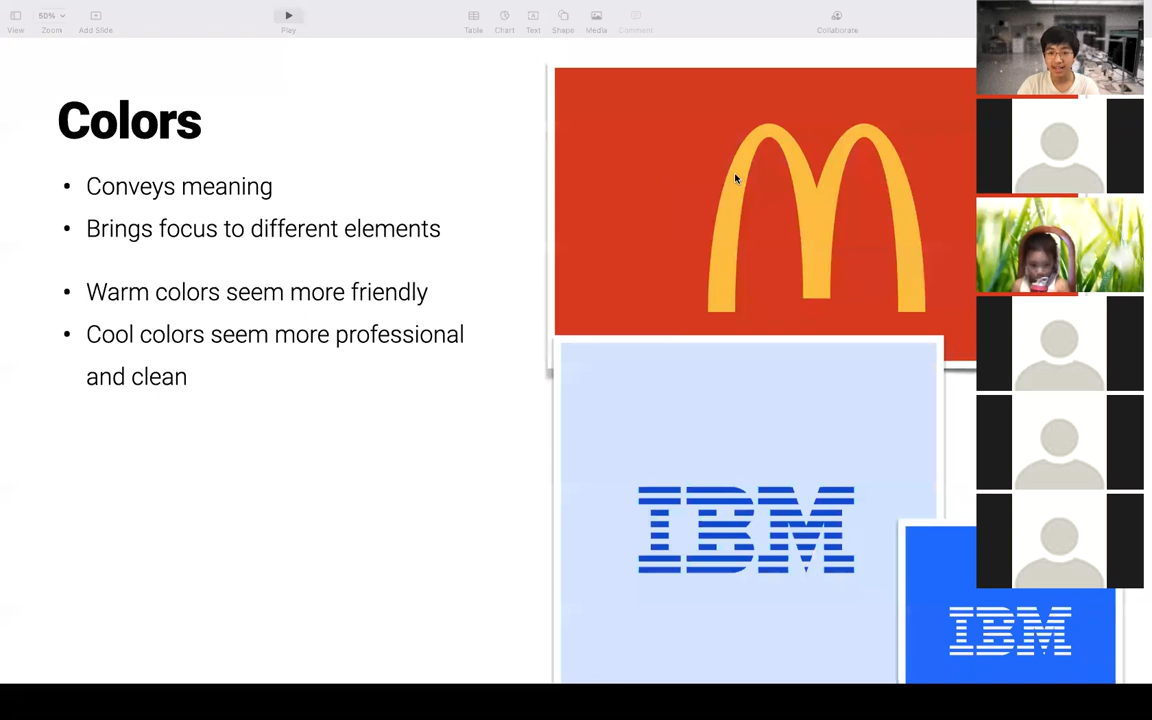 50%
View
Zoom
Add Slide
Play
Table
Chart
Text
Shape
Media
Comment
Collaborate
Colors
• Conveys meaning
• Brings focus to different elements
• Warm colors seem more friendly
• Cool colors seem more professional
and clean
M
IBM
IBM